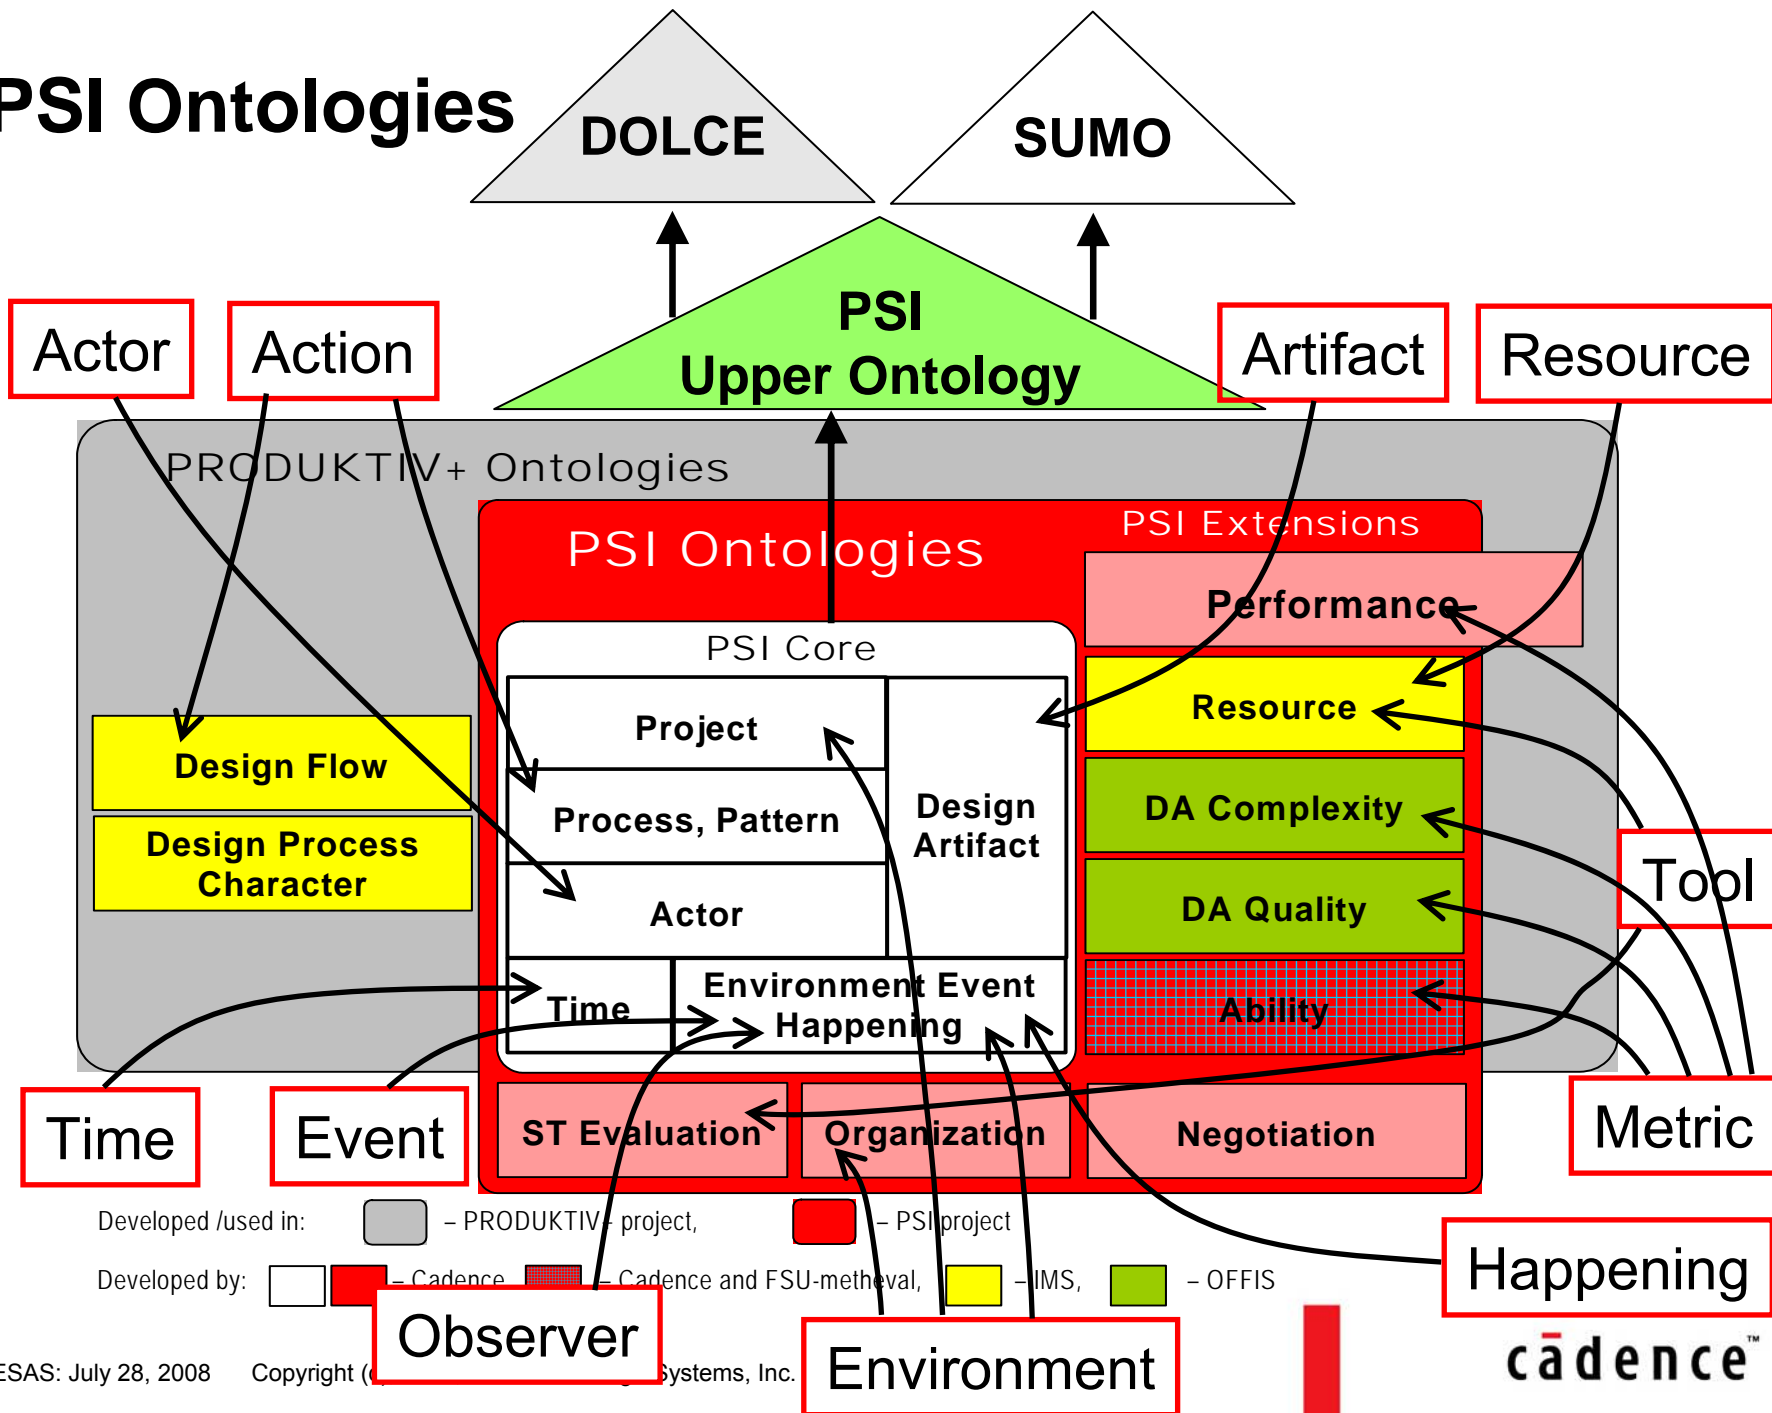 PSI Ontologies
DOLCE
SUMO
PSI
Upper Ontology
Actor
Action
Artifact
Resource
PRODUKTIV+ Ontologies
PSI Ontologies
PSI Extensions
Performance
PSI Core
Project
Resource
Design Flow
Process, Pattern
Design
Artifact
DA Complexity
Design Process
Character
Tool
Actor
DA Quality
Time
Environment Event
Happening
Ability
Time
Event
ST Evaluation
Organization
Negotiation
Metric
Developed /used in:
– PRODUKTIV+ project,
– PSI project
Developed by:
– Cadence
– Cadence and FSU-metheval,
– IMS,
– OFFIS
Happening
Observer
Environment
ESAS: July 28, 2008
Copyright
Systems, Inc.
cādence™